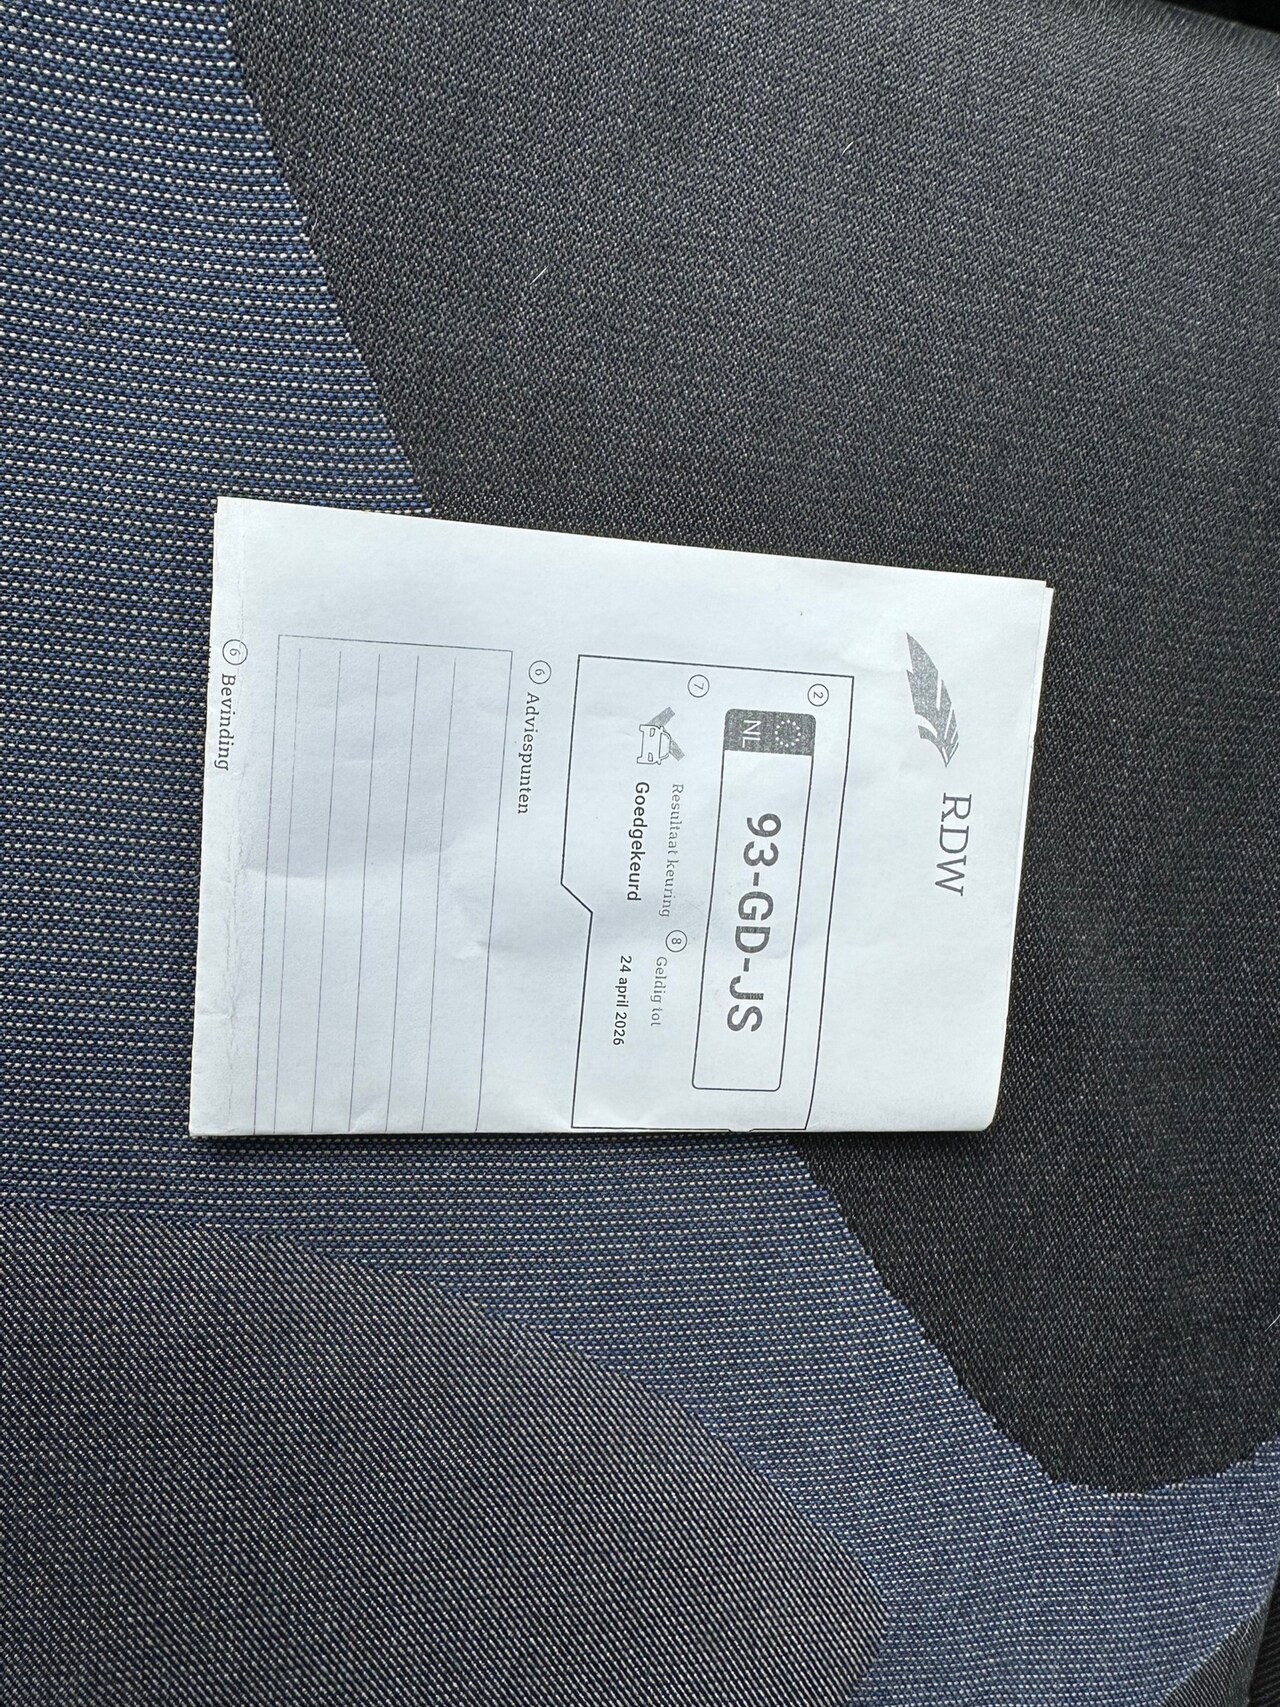 RDW
2
NL 93-GD-JS
7 Resultaat keuring
Goedgekeurd
8 Geldig tot
24 april 2026
6 Adviespunten
6 Bevinding